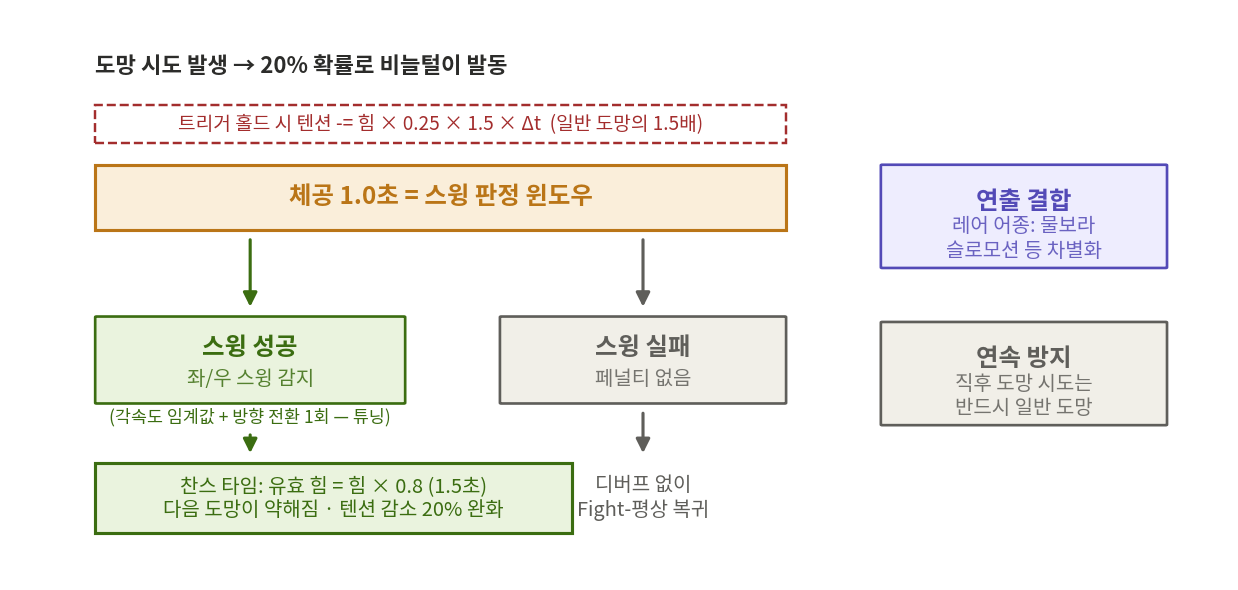 도망 시도 발생 → 20% 확률로 비늘털이 발동
트리거 홀드 시 텐션 -= 힘 × 0.25 × 1.5 × Δt (일반 도망의 1.5배)
체공 1.0초 = 스윙 판정 윈도우
스윙 성공
좌/우 스윙 감지
(각속도 임계값 + 방향 전환 1회 — 튜닝)
찬스 타임: 유효 힘 = 힘 × 0.8 (1.5초)
다음 도망이 약해짐 · 텐션 감소 20% 완화
스윙 실패
페널티 없음
디버프 없이
Fight-평상 복귀
연출 결합
레어 어종: 물보라
슬로모션 등 차별화
연속 방지
직후 도망 시도는
반드시 일반 도망